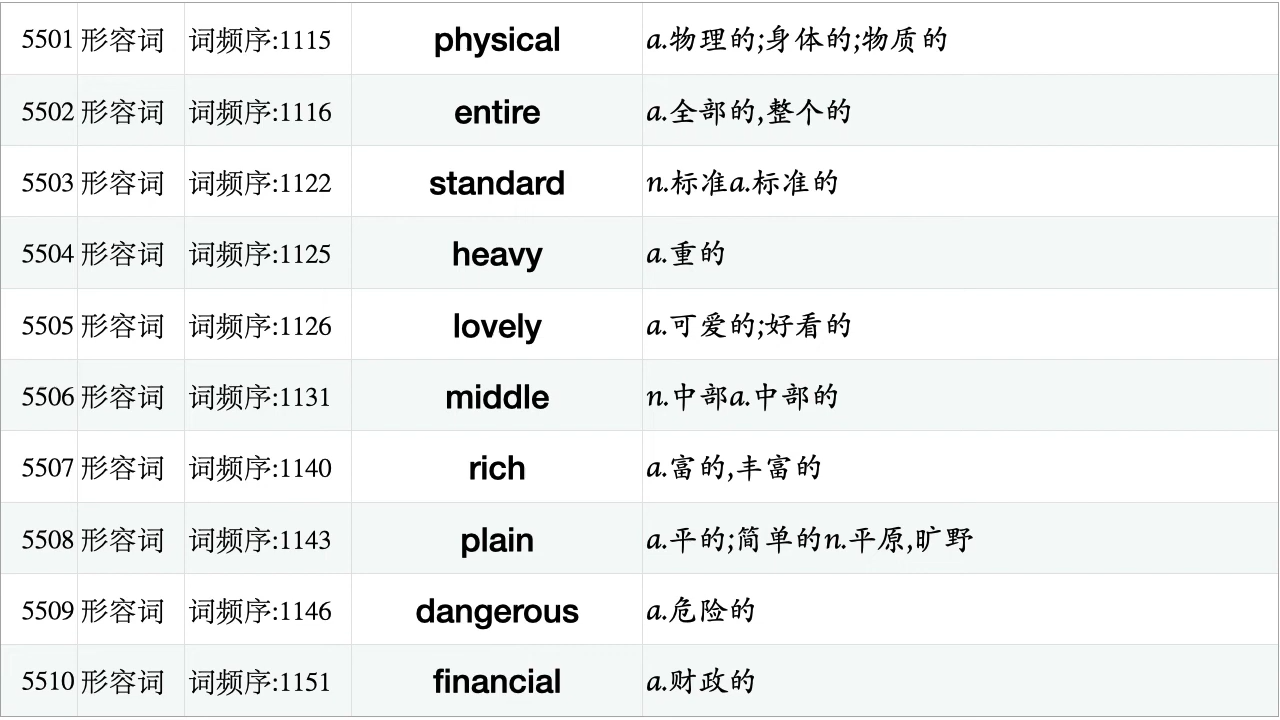 5501 形容词 词频序:1115 physical a.物理的;身体的;物质的
5502 形容词 词频序:1116 entire a.全部的,整个的
5503 形容词 词频序:1122 standard n.标准a.标准的
5504 形容词 词频序:1125 heavy a.重的
5505 形容词 词频序:1126 lovely a.可爱的;好看的
5506 形容词 词频序:1131 middle n.中部a.中部的
5507 形容词 词频序:1140 rich a.富的,丰富的
5508 形容词 词频序:1143 plain a.平的;简单的n.平原,旷野
5509 形容词 词频序:1146 dangerous a.危险的
5510 形容词 词频序:1151 financial a.财政的